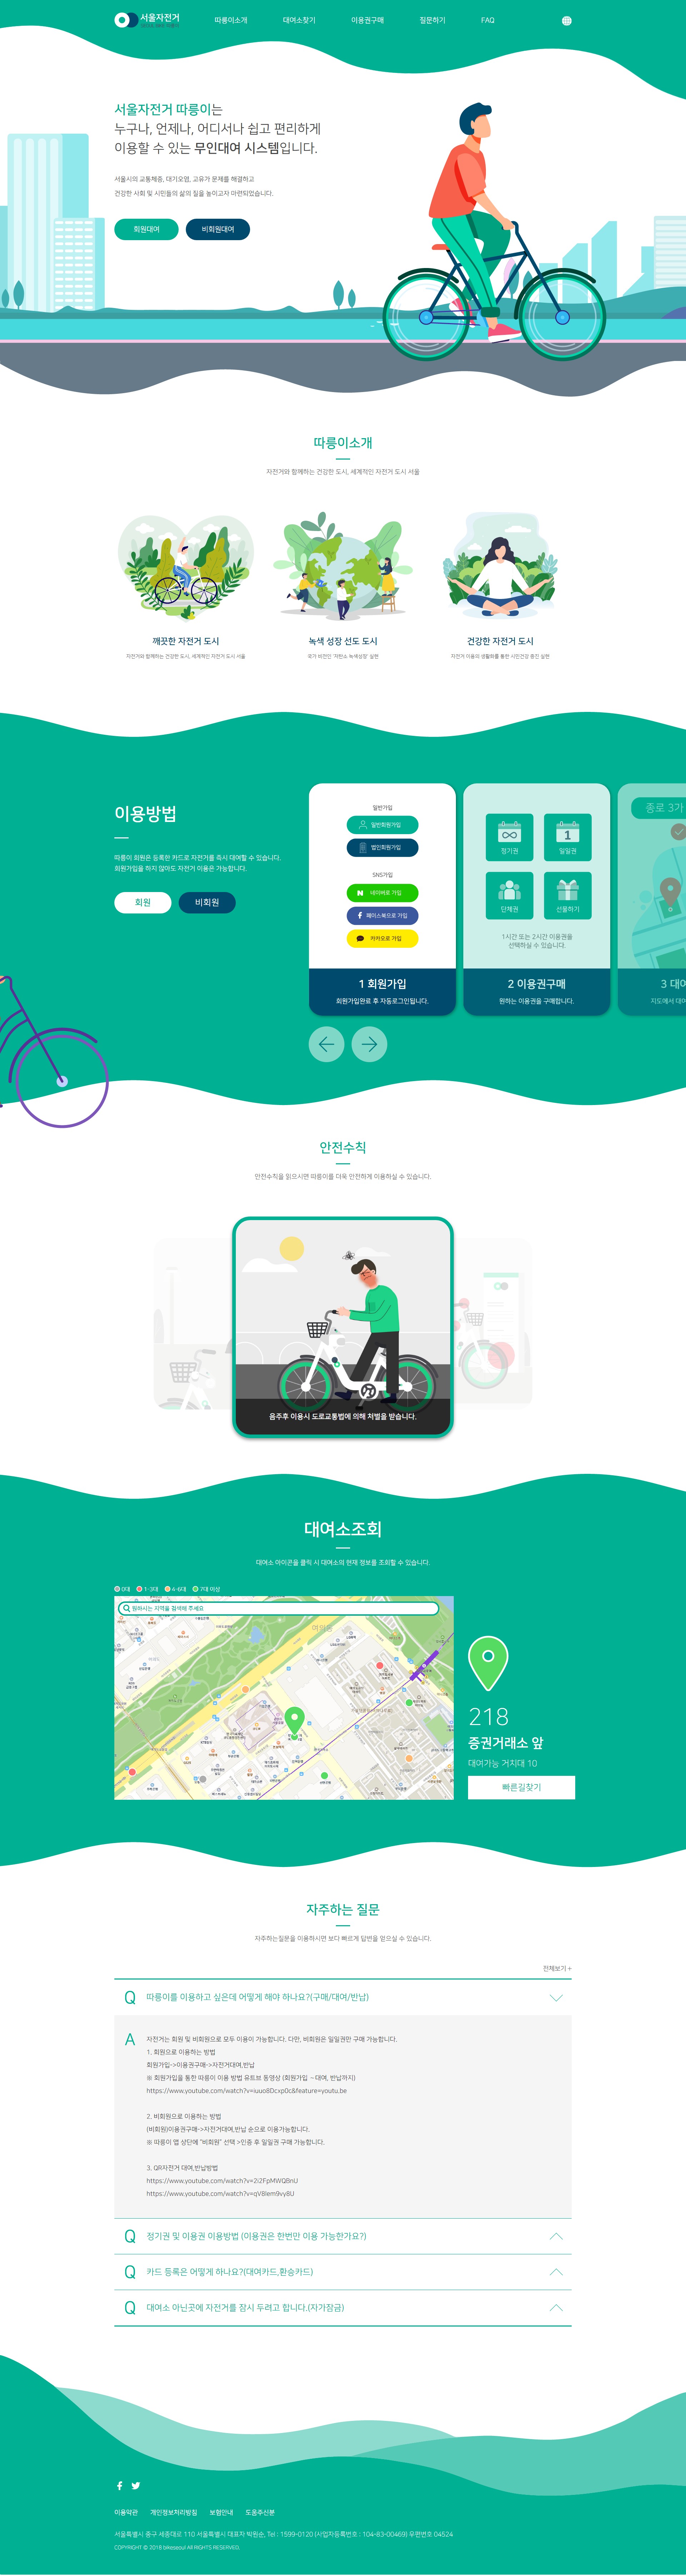 서울자전거
따릉이소개 대여소찾기 이용권구매 질문하기 FAQ
서울자전거 따릉이는
누구나, 언제나, 어디서나 쉽고 편리하게
이용할 수 있는 무인대여 시스템입니다.
서울시의 교통체증, 대기오염, 고유가 문제를 해결하고
건강한 사회 및 시민들의 삶의 질을 높이고자 마련되었습니다.
회원대여 비회원대여
따릉이소개
자전거와 함께하는 건강한 도시, 세계적인 자전거 도시 서울
깨끗한 자전거 도시
자전거와 함께하는 건강한 도시, 세계적인 자전거 도시 서울
녹색 성장 선도 도시
국가 비전인 '저탄소 녹색성장' 실현
건강한 자전거 도시
자전거 이용의 생활화를 통한 시민건강 증진 실현
이용방법
따릉이 회원은 등록한 카드로 자전거를 즉시 대여할 수 있습니다.
회원가입을 하지 않아도 자전거 이용은 가능합니다.
회원 비회원
일반가입
일반회원가입
법인회원가입
SNS가입
네이버로 가입
페이스북으로 가입
카카오로 가입
1 회원가입
회원가입완료 후 자동로그인됩니다.
정기권
1
일일권
단체권
선물하기
1시간 또는 2시간 이용권을
선택하실 수 있습니다.
2 이용권구매
원하는 이용권을 구매합니다.
종로 3가
3 대여
지도에서 대여
안전수칙
안전수칙을 읽으시면 따릉이를 더욱 안전하게 이용하실 수 있습니다.
음주후 이용시 도로교통법에 의해 처벌을 받습니다.
대여소조회
대여소 아이콘을 클릭 시 대여소의 현재 정보를 조회할 수 있습니다.
0대 1-3대 4-6대 7대 이상
원하시는 지역을 검색해 주세요
여의동
218
증권거래소 앞
대여가능 거치대 10
빠른길찾기
자주하는 질문
자주하는질문을 이용하시면 보다 빠르게 답변을 얻으실 수 있습니다.
전체보기 +
Q 따릉이를 이용하고 싶은데 어떻게 해야 하나요?(구매/대여/반납)
A 자전거는 회원 및 비회원으로 모두 이용이 가능합니다. 다만, 비회원은 일일권만 구매 가능합니다.
1. 회원으로 이용하는 방법
회원가입->이용권구매->자전거대여,반납
※ 회원가입을 통한 따릉이 이용 방법 유트브 동영상 (회원가입 ~ 대여, 반납까지)
https://www.youtube.com/watch?v=iuuo8Dcxp0c&feature=youtu.be
2. 비회원으로 이용하는 방법
(비회원)이용권구매->자전거대여,반납 순으로 이용가능합니다.
※ 따릉이 앱 상단에 "비회원" 선택 >인증 후 일일권 구매 가능합니다.
3. QR자전거 대여,반납방법
https://www.youtube.com/watch?v=2i2FpMWQBnU
https://www.youtube.com/watch?v=qV8lem9vy8U
Q 정기권 및 이용권 이용방법 (이용권은 한번만 이용 가능한가요?)
Q 카드 등록은 어떻게 하나요?(대여카드,환승카드)
Q 대여소 아닌곳에 자전거를 잠시 두려고 합니다.(자가잠금)
이용약관 개인정보처리방침 보험안내 도움주신분
서울특별시 중구 세종대로 110 서울특별시 대표자 박원순, Tel : 1599-0120 (사업자등록번호 : 104-83-00469) 우편번호 04524
COPYRIGHT © 2018 bikeseoul All RIGHTS RESERVED.